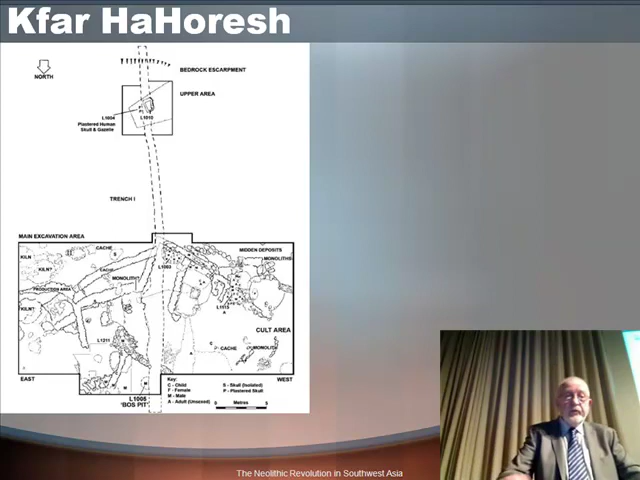 Kfar HaHoresh
NORTH
BEDROCK ESCARPMENT
UPPER AREA
L1004
Plastered Human
Skull & Gazelle
L1010
TRENCH I
MAIN EXCAVATION AREA
CACHE
S
MIDDEN DEPOSITS
KILN
MONOLITHS
KILN?
CACHE
L1003
MONOLITH?
PRODUCTION AREA
KILN?
CULT AREA
L1311
CACHE
MONOLITH
EAST
L1005
'BOS PIT'
WEST
Key:
C - Child
F - Female
M - Male
A - Adult (Unsexed)
S - Skull (Isolated)
P - Plastered Skull
0 Metres 5
The Neolithic Revolution in Southwest Asia